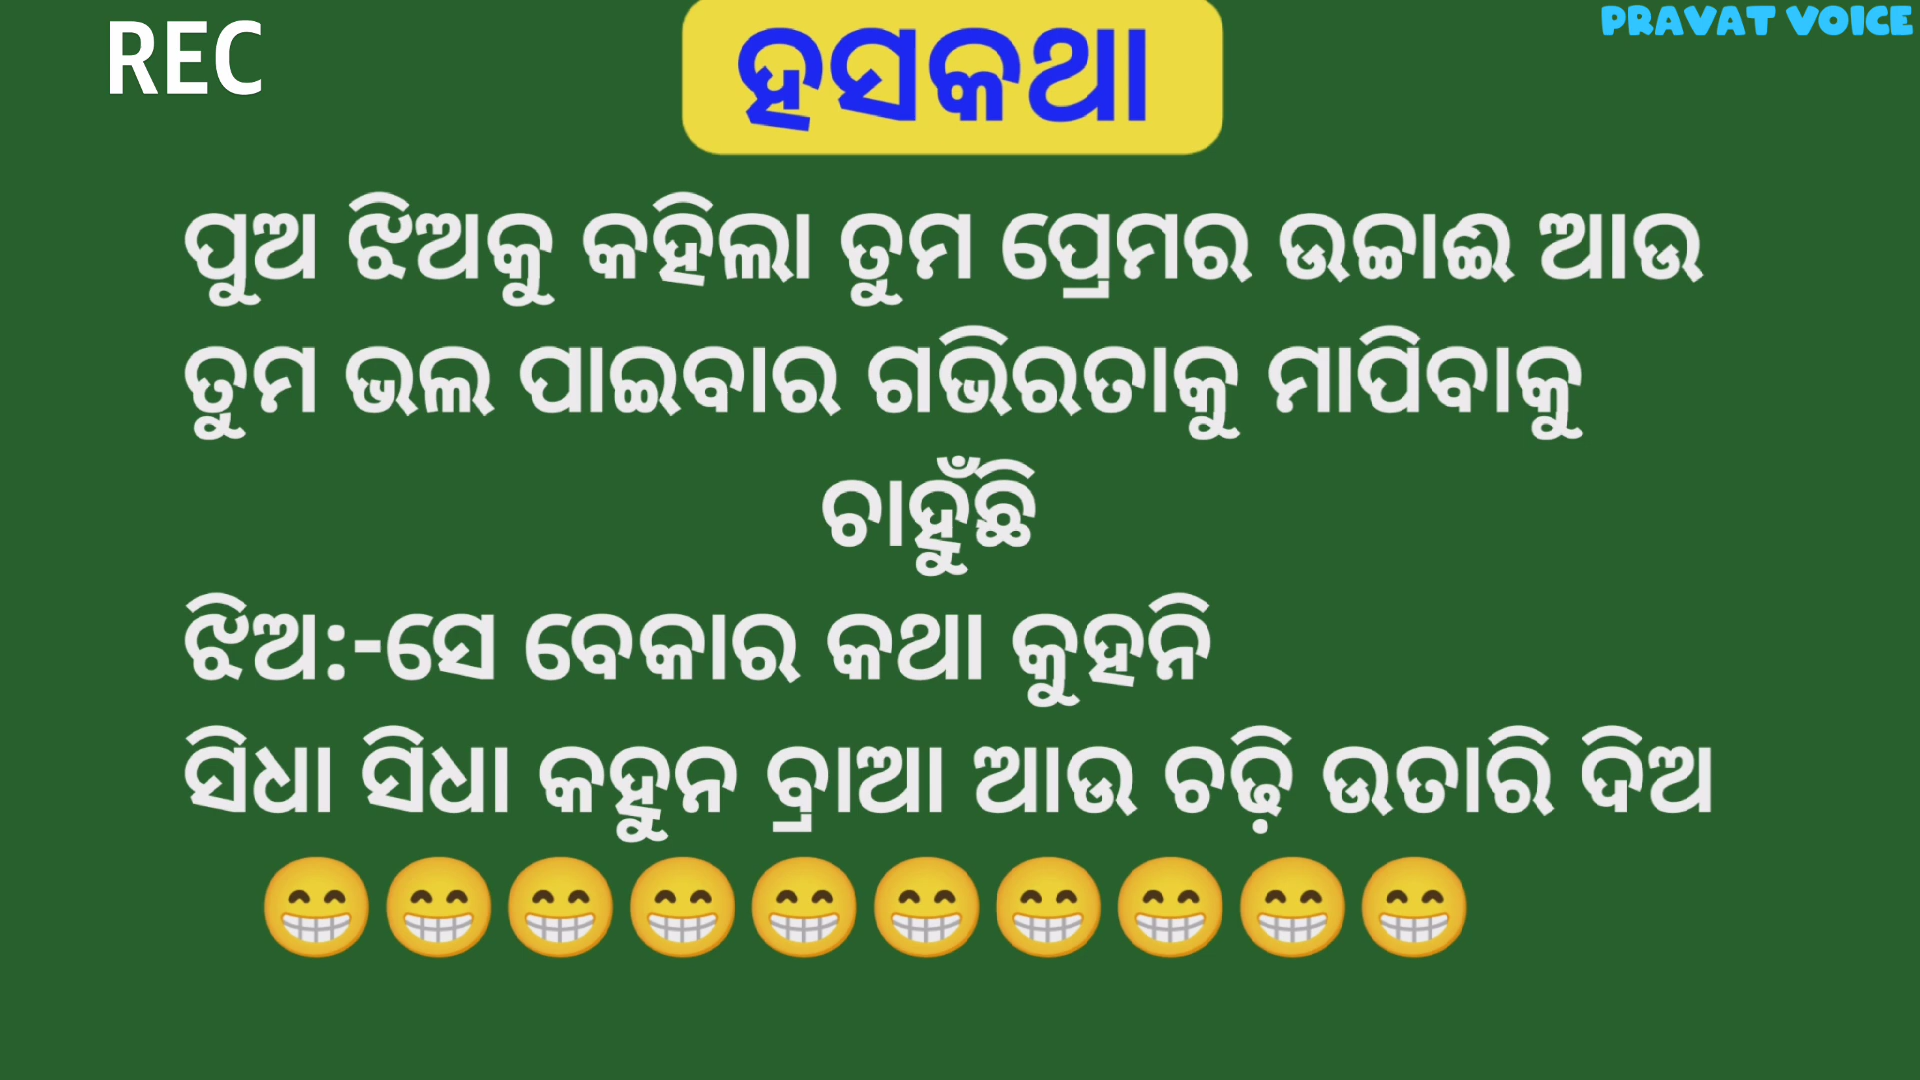 REC
ହସକଥା
PRAVAT VOICE
ପୁଅ ଝିଅକୁ କହିଲା ତୁମ ପ୍ରେମର ଉଚ୍ଚାଈ ଆଉ
ତୁମ ଭଲ ପାଇବାର ଗଭିରତାକୁ ମାପିବାକୁ
ଚାହୁଁଛି
ଝିଅ:-ସେ ବେକାର କଥା କୁହନି
ସିଧା ସିଧା କହୁନ ବ୍ରାଆ ଆଉ ଚଢ଼ି ଉତାରି ଦିଅ
😁😁😁😁😁😁😁😁😁😁